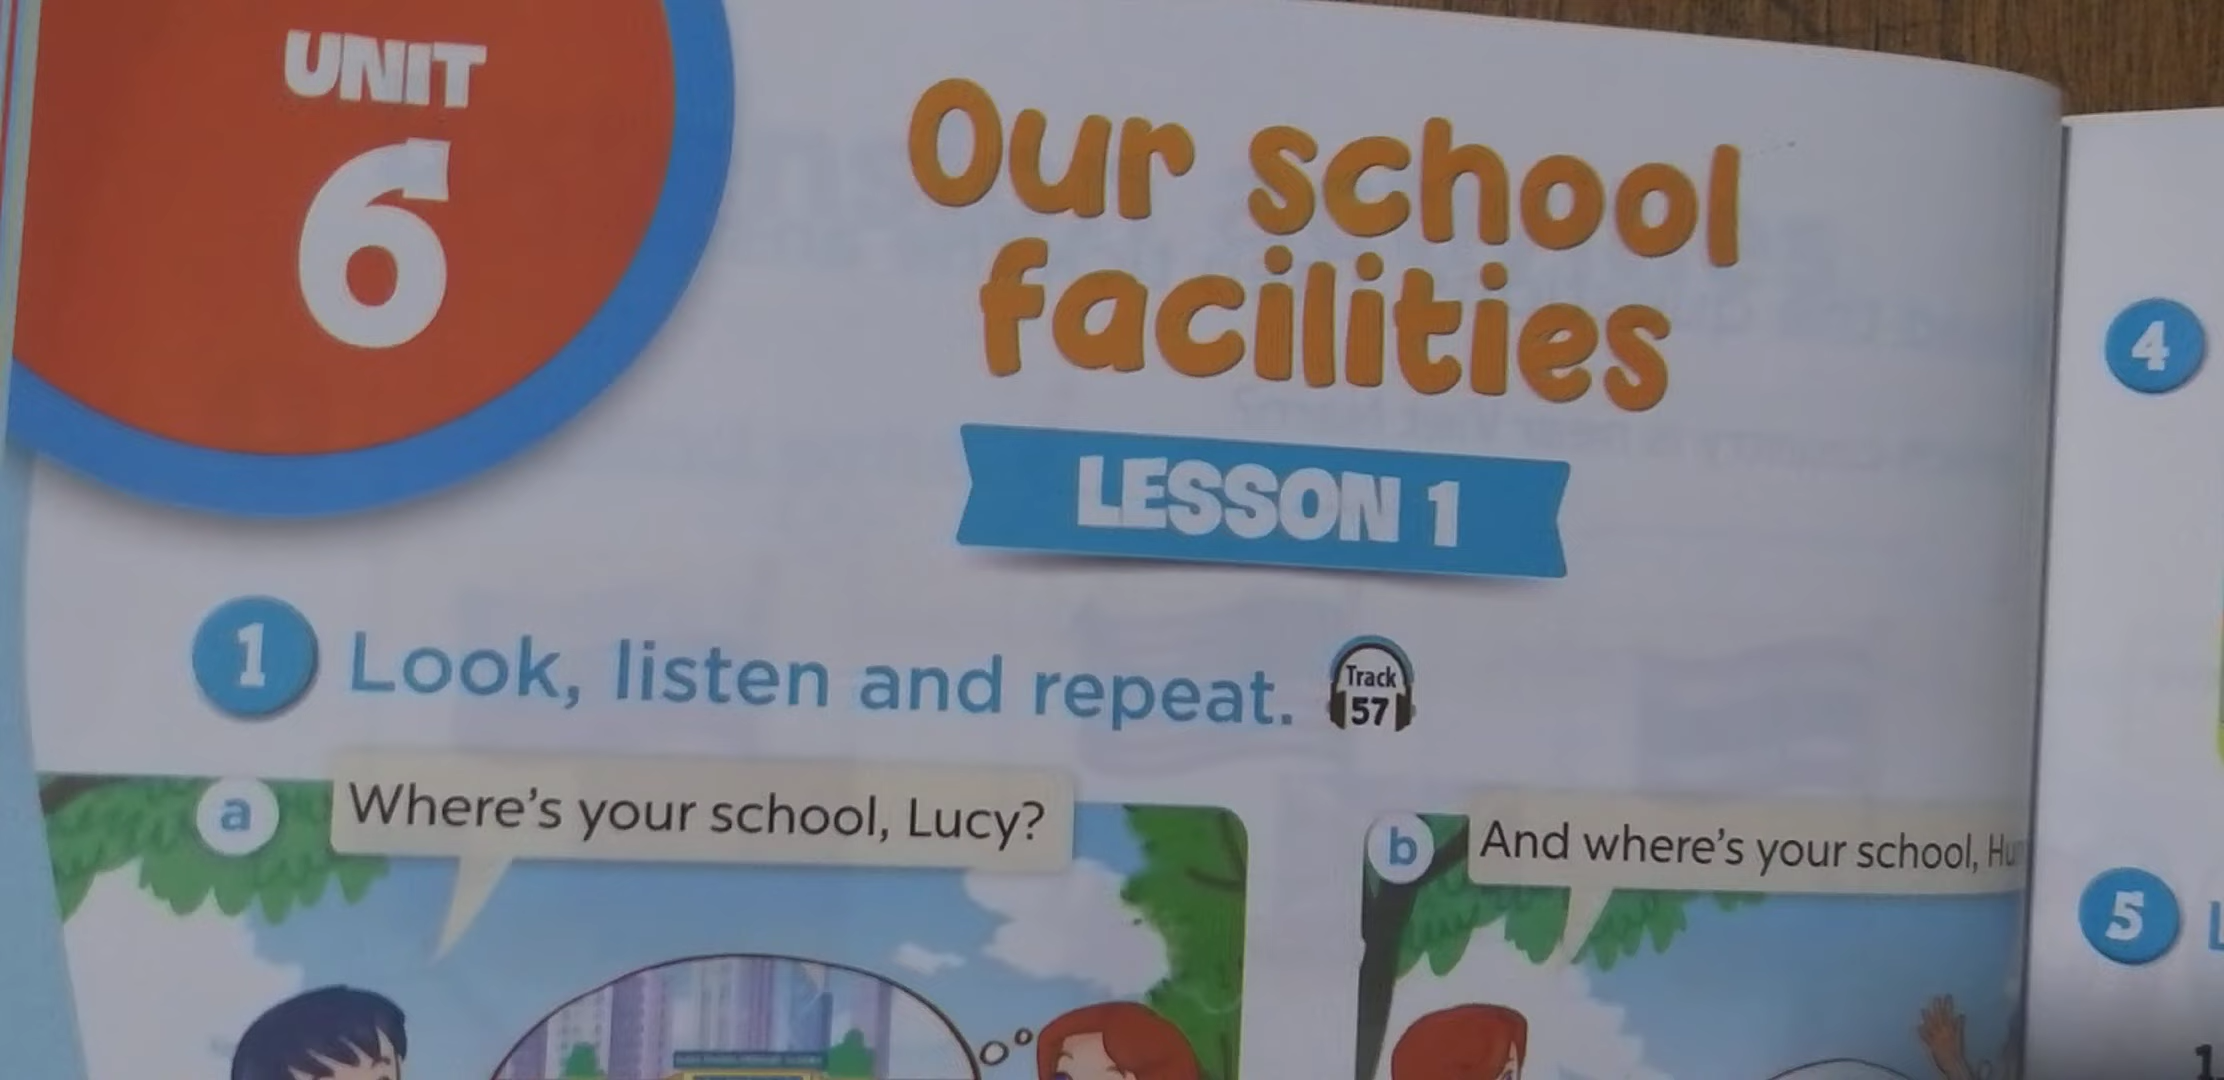 UNIT
6
Our school
facilities
LESSON 1
1 Look, listen and repeat. Track 57
a Where's your school, Lucy?
b And where's your school,
4
5
1